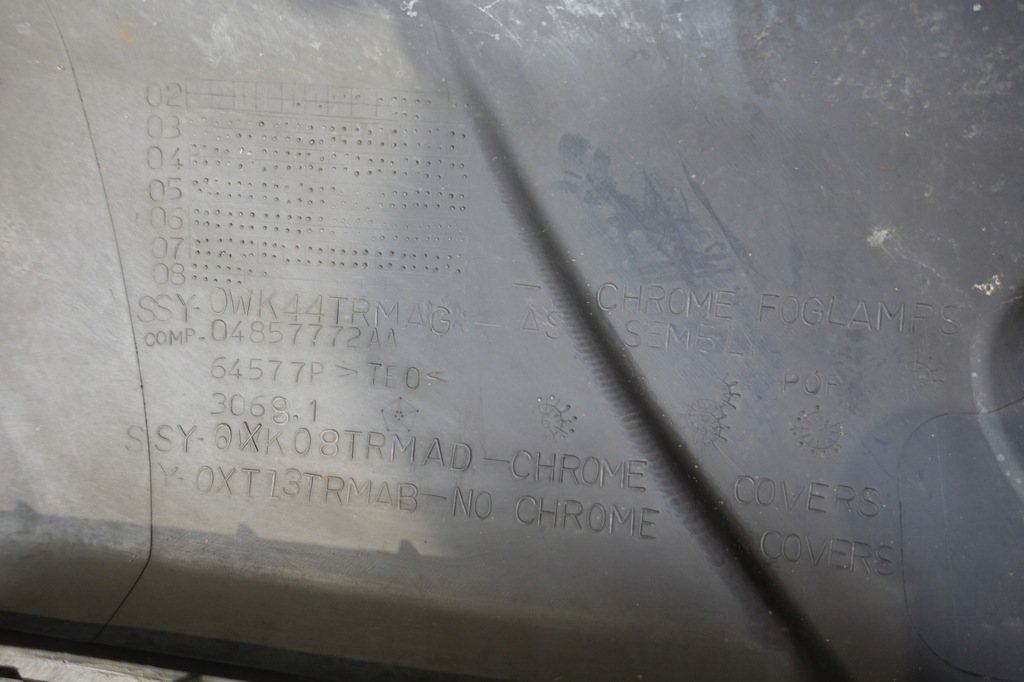 02
03
04
05
06
07
08
SSY-0WK44TRMAG - CHROME FOGLAMPS
COMP-04857772AA ASSEMBLY
64577P >TEO<
3068.1
SSY-0XK08TRMAD-CHROME COVERS
Y-0XT13TRMAB-NO CHROME COVERS